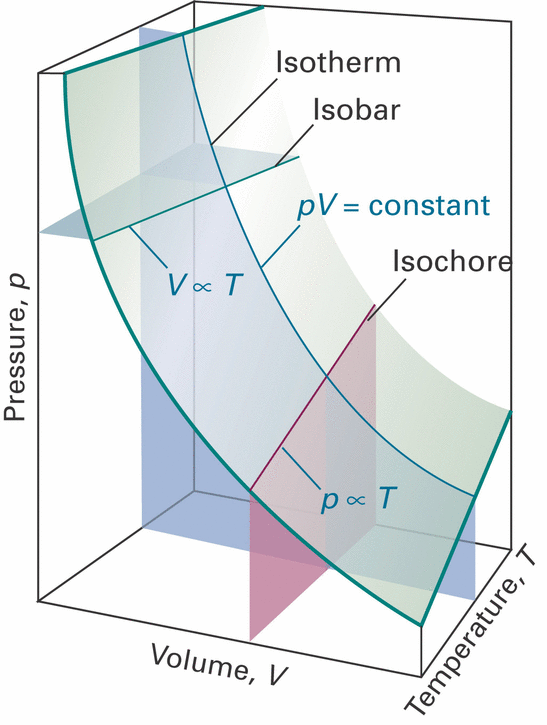 Isotherm
Isobar
pV = constant
Isochore
V ∝ T
p ∝ T
Pressure, p
Volume, V
Temperature, T